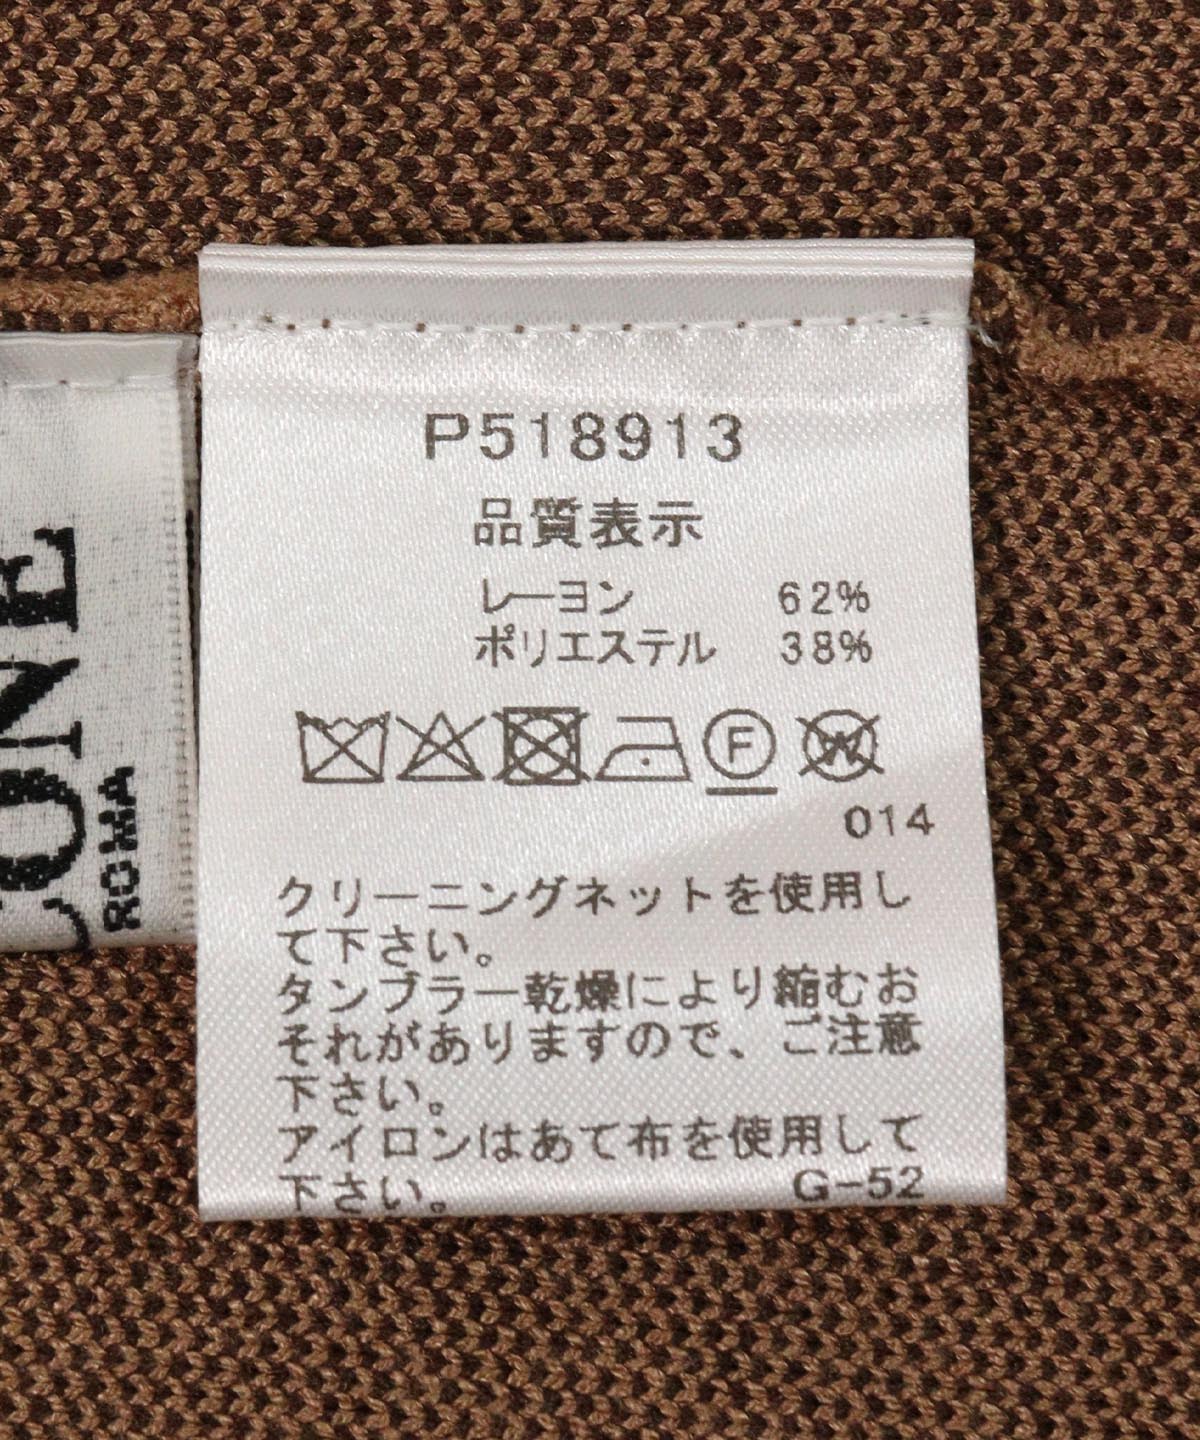 P518913
品質表示
レーヨン 62%
ポリエステル 38%
F
W
014
クリーニングネットを使用し
て下さい。
タンブラー乾燥により縮むお
それがありますので、ご注意
下さい。
アイロンはあて布を使用して
下さい。 G-52
ONE
ROMA